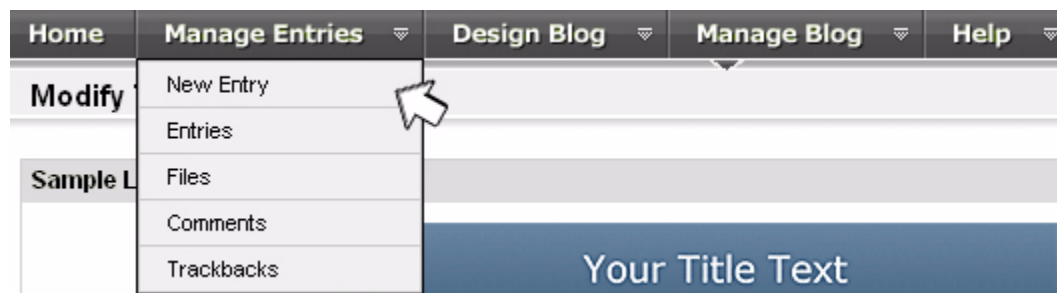 Home Manage Entries Design Blog Manage Blog Help
Modify
New Entry
Entries
Sample L
Files
Comments
Trackbacks
Your Title Text